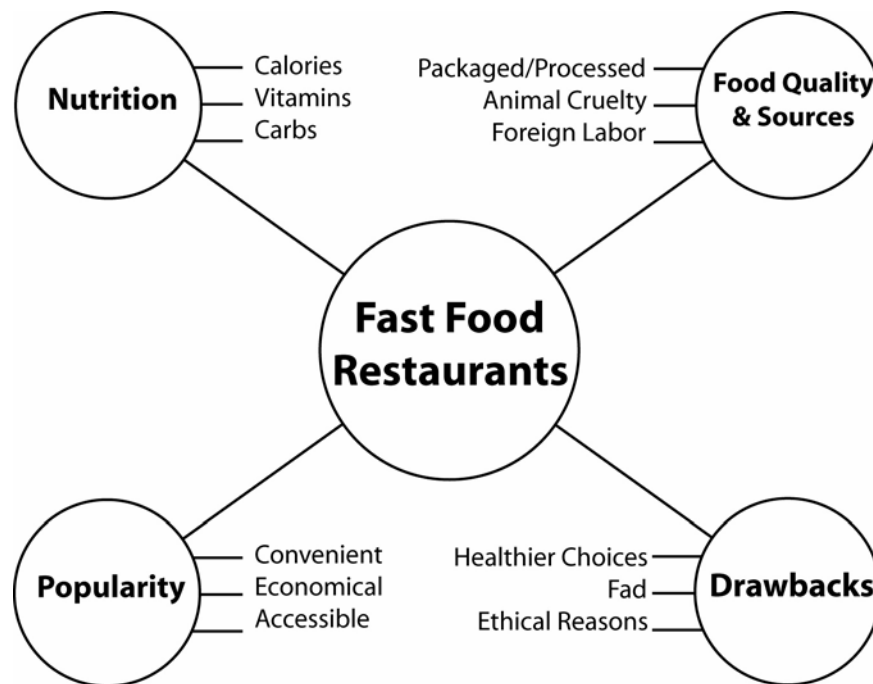 Nutrition
Calories
Vitamins
Carbs
Packaged/Processed
Animal Cruelty
Foreign Labor
Food Quality
& Sources
Fast Food
Restaurants
Popularity
Convenient
Economical
Accessible
Healthier Choices
Fad
Ethical Reasons
Drawbacks